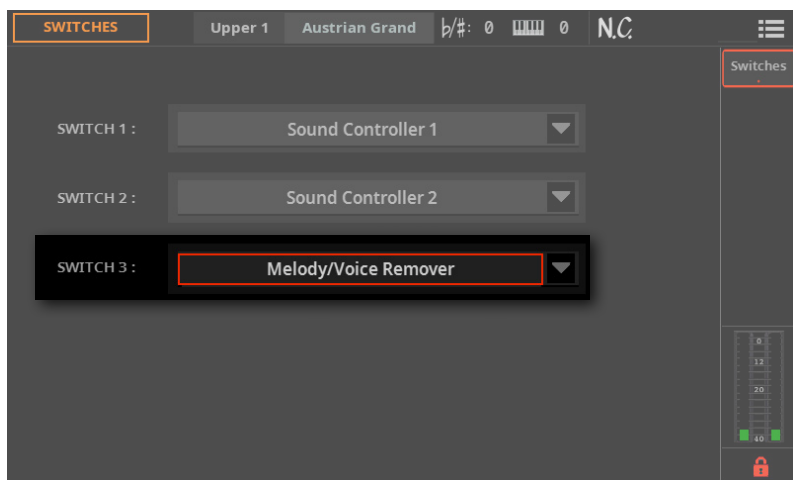 SWITCHES Upper 1 Austrian Grand b/#: 0 0 N.C.
Switches
SWITCH 1 : Sound Controller 1
SWITCH 2 : Sound Controller 2
SWITCH 3 : Melody/Voice Remover
0
12
20
40